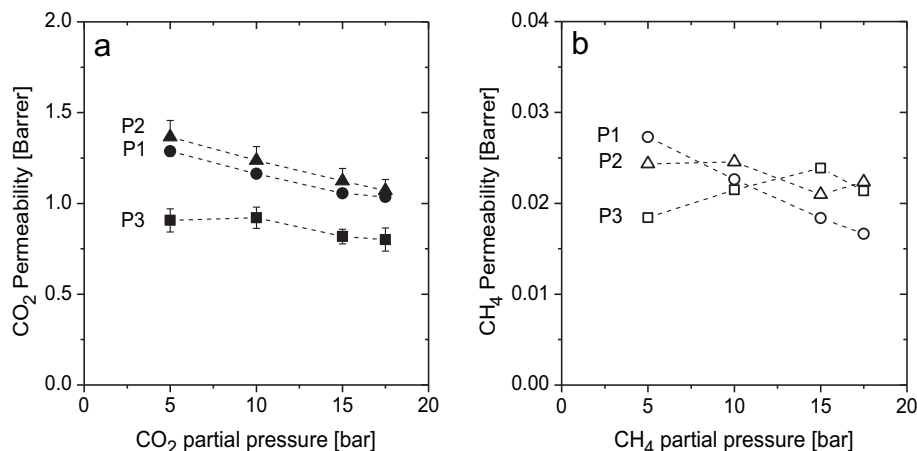 a
CO2 Permeability [Barrer]
2.0
1.5
1.0
0.5
0.0
P2
P1
P3
0 5 10 15 20
CO2 partial pressure [bar]
b
CH4 Permeability [Barrer]
0.04
0.03
0.02
0.01
0.00
P1
P2
P3
0 5 10 15 20
CH4 partial pressure [bar]